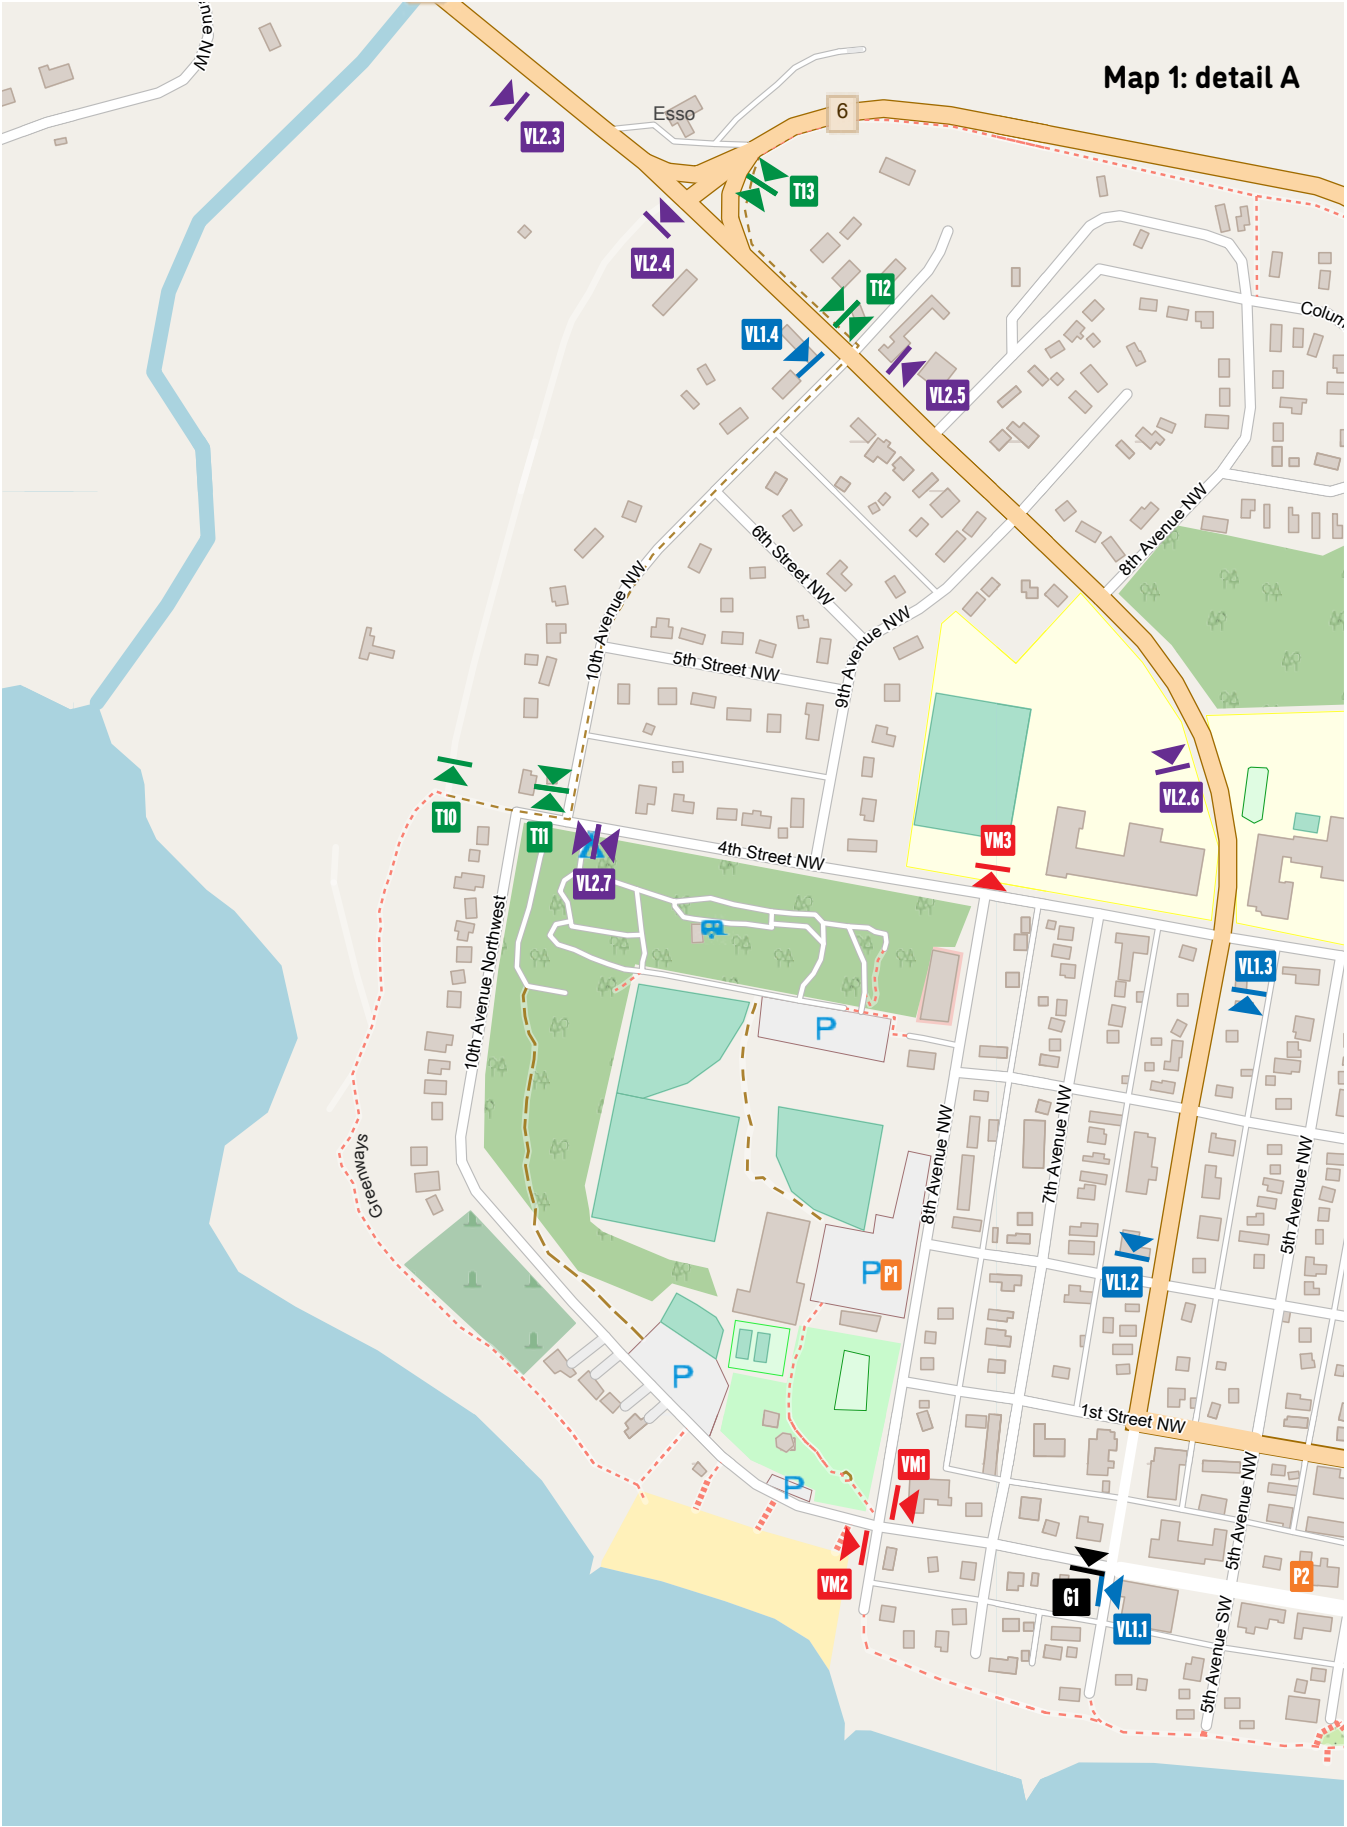 nue NW
Map 1: detail A
VL2.3
Esso
6
T13
VL2.4
T12
VL1.4
Colum
VL2.5
8th Avenue NW
6th Street NW
10th Avenue NW
9th Avenue NW
5th Street NW
VL2.6
T10
T11
VM3
4th Street NW
VL2.7
10th Avenue Northwest
VL1.3
P
8th Avenue NW
7th Avenue NW
Greenways
5th Avenue NW
P
P1
VL1.2
P
1st Street NW
VM1
P
5th Avenue NW
VM2
G1
P2
VL1.1
5th Avenue SW